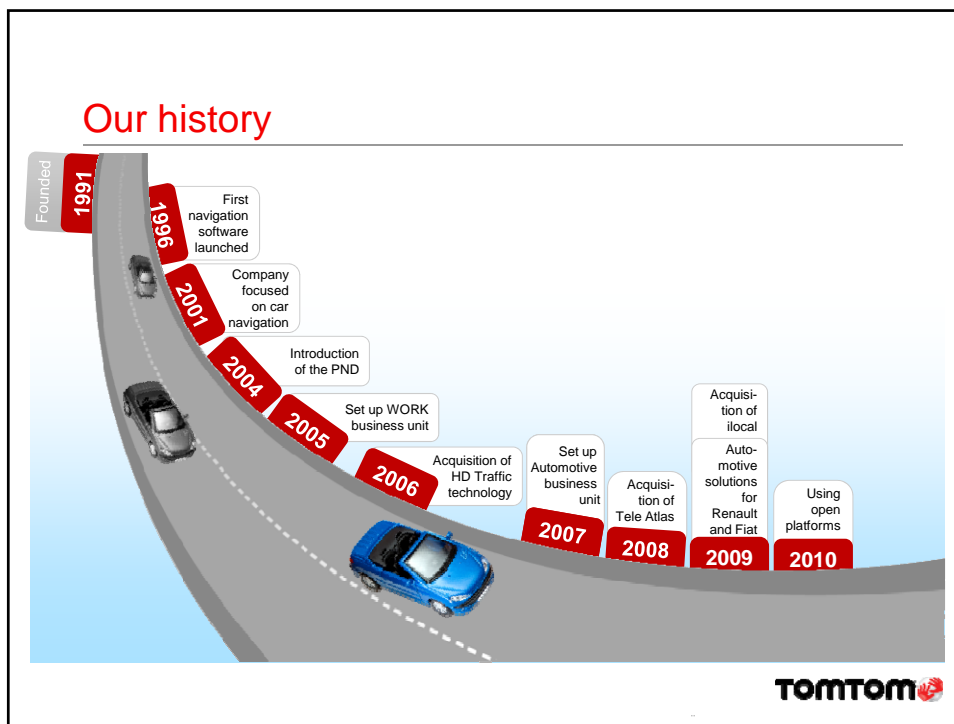 Our history
Founded
1991
1996
First
navigation
software
launched
2001
Company
focused
on car
navigation
2004
Introduction
of the PND
2005
Set up WORK
business unit
2006
Acquisition of
HD Traffic
technology
2007
Set up
Automotive
business
unit
2008
Acquisi-
tion of
Tele Atlas
2009
Acquisi-
tion of
ilocal
Auto-
motive
solutions
for
Renault
and Fiat
2010
Using
open
platforms
TOMTOM